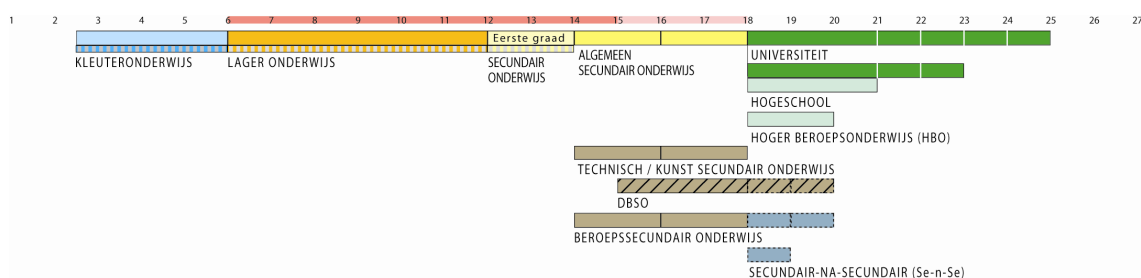 1 2 3 4 5 6 7 8 9 10 11 12 13 14 15 16 17 18 19 20 21 22 23 24 25 26 27
Eerste graad
KLEUTERONDERWIJS
LAGER ONDERWIJS
SECUNDAIR
ONDERWIJS
ALGEMEEN
SECUNDAIR ONDERWIJS
UNIVERSITEIT
HOGESCHOOL
HOGER BEROEPSONDERWIJS (HBO)
TECHNISCH / KUNST SECUNDAIR ONDERWIJS
DBSO
BEROEPSSECUNDAIR ONDERWIJS
SECUNDAIR-NA-SECUNDAIR (Se-n-Se)